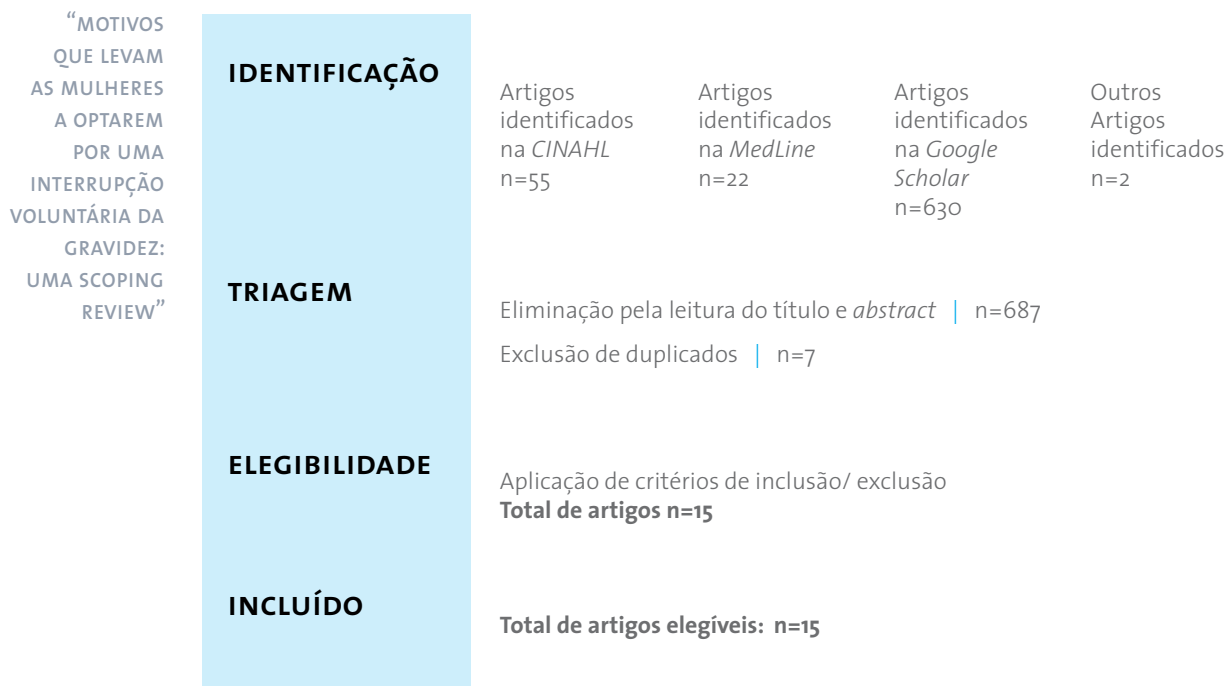 “MOTIVOS
QUE LEVAM
AS MULHERES
A OPTAREM
POR UMA
INTERRUPÇÃO
VOLUNTÁRIA DA
GRAVIDEZ:
UMA SCOPING
REVIEW”
IDENTIFICAÇÃO
Artigos
identificados
na CINAHL
n=55
Artigos
identificados
na MedLine
n=22
Artigos
identificados
na Google
Scholar
n=630
Outros
Artigos
identificados
n=2
TRIAGEM
Eliminação pela leitura do título e abstract | n=687
Exclusão de duplicados | n=7
ELEGIBILIDADE
Aplicação de critérios de inclusão/ exclusão
Total de artigos n=15
INCLUÍDO
Total de artigos elegíveis: n=15